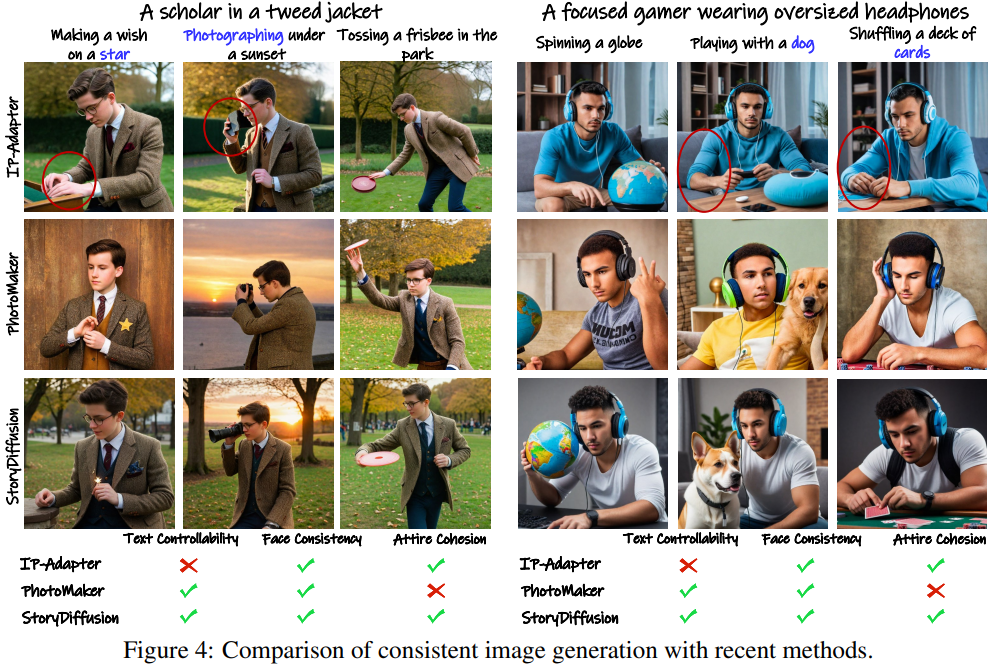 A scholar in a tweed jacket
A focused gamer wearing oversized headphones
Making a wish
on a star
Photographing under
a sunset
Tossing a frisbee in the
park
Spinning a globe
Playing with a dog
Shuffling a deck of
cards
IP-Adapter
PhotoMaker
StoryDiffusion
Text Controllability Face Consistency Attire Cohesion
IP-Adapter
PhotoMaker
StoryDiffusion
Text Controllability Face Consistency Attire Cohesion
IP-Adapter
PhotoMaker
StoryDiffusion
Figure 4: Comparison of consistent image generation with recent methods.